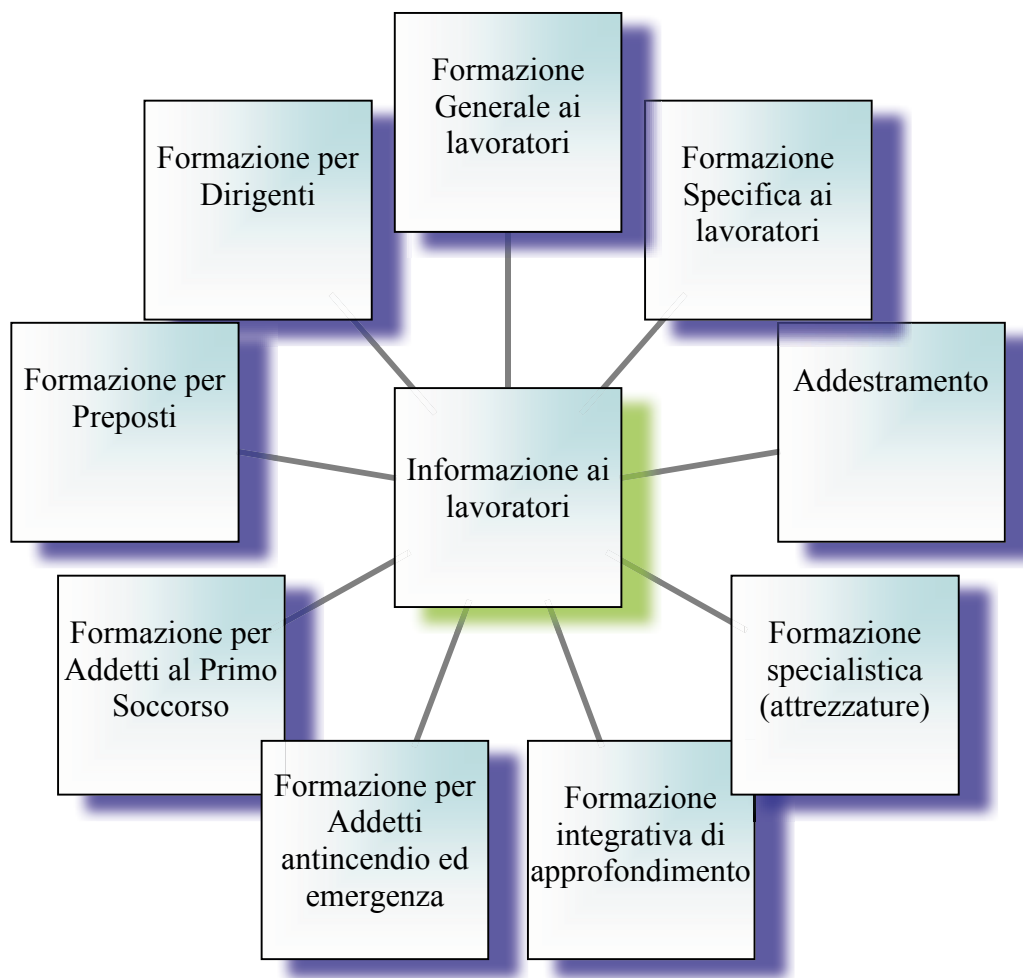 Formazione
Generale ai
lavoratori
Formazione per
Dirigenti
Formazione
Specifica ai
lavoratori
Formazione per
Preposti
Addestramento
Informazione ai
lavoratori
Formazione per
Addetti al Primo
Soccorso
Formazione
specialistica
(attrezzature)
Formazione per
Addetti
antincendio ed
emergenza
Formazione
integrativa di
approfondimento